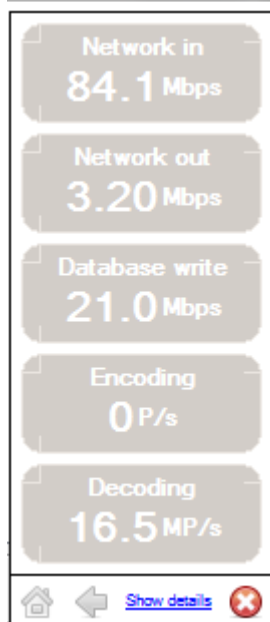 Network in
84.1 Mbps
Network out
3.20 Mbps
Database write
21.0 Mbps
Encoding
0 P/s
Decoding
16.5 MP/s
Show details